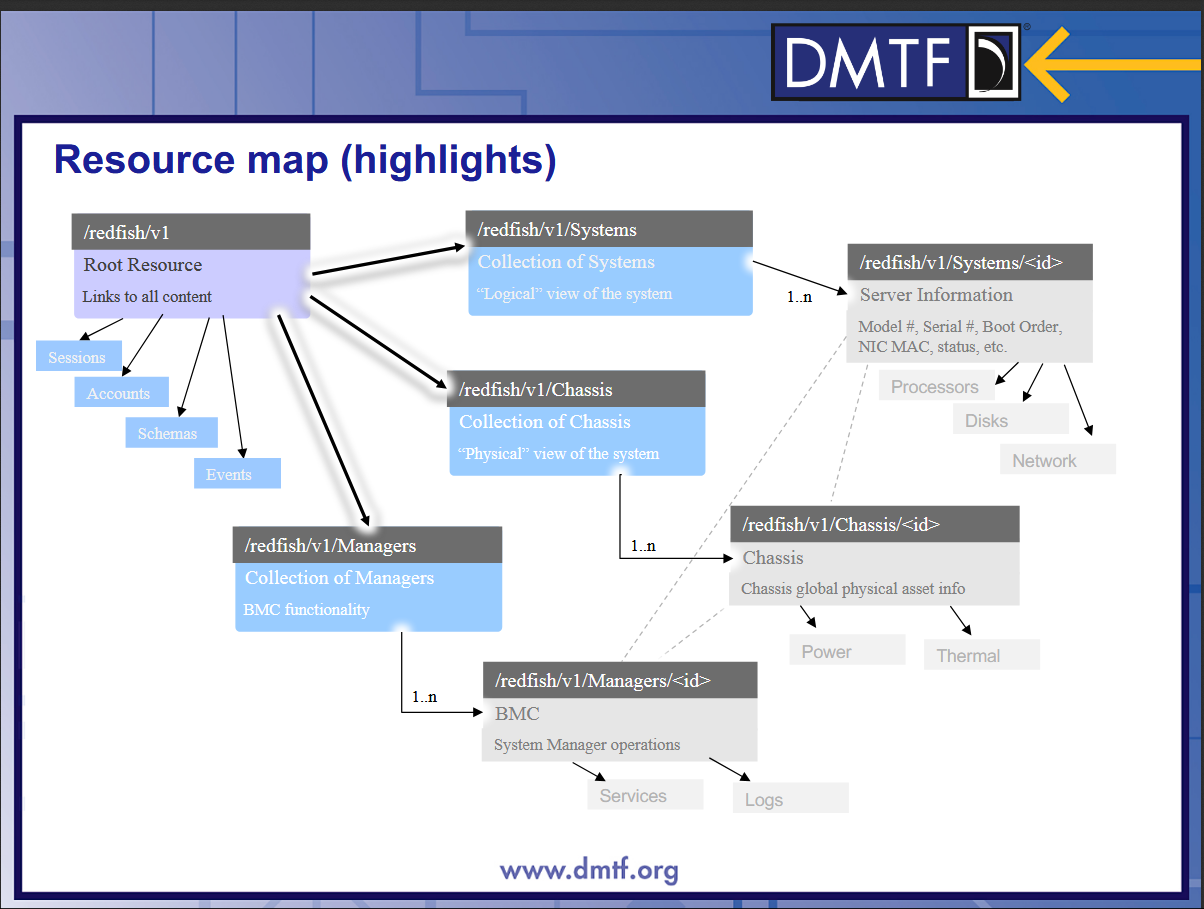 DMTF
®
Resource map (highlights)
/redfish/v1
Root Resource
Links to all content
Sessions
Accounts
Schemas
Events
/redfish/v1/Systems
Collection of Systems
“Logical” view of the system
1..n
/redfish/v1/Systems/<id>
Server Information
Model #, Serial #, Boot Order,
NIC MAC, status, etc.
Processors
Disks
Network
/redfish/v1/Chassis
Collection of Chassis
“Physical” view of the system
1..n
/redfish/v1/Chassis/<id>
Chassis
Chassis global physical asset info
Power
Thermal
/redfish/v1/Managers
Collection of Managers
BMC functionality
1..n
/redfish/v1/Managers/<id>
BMC
System Manager operations
Services
Logs
www.dmtf.org